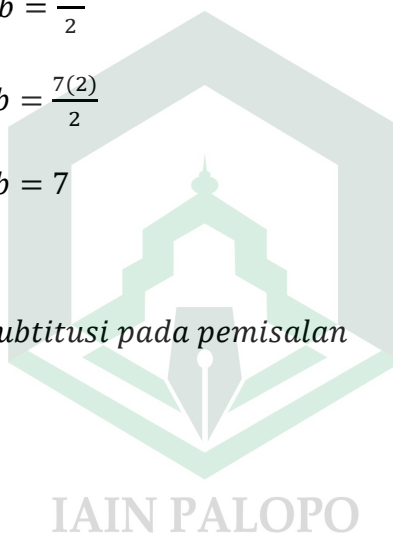 b = /2
b = 7(2)/2
b = 7
ubtitusi pada pemisalan
IAIN PALOPO